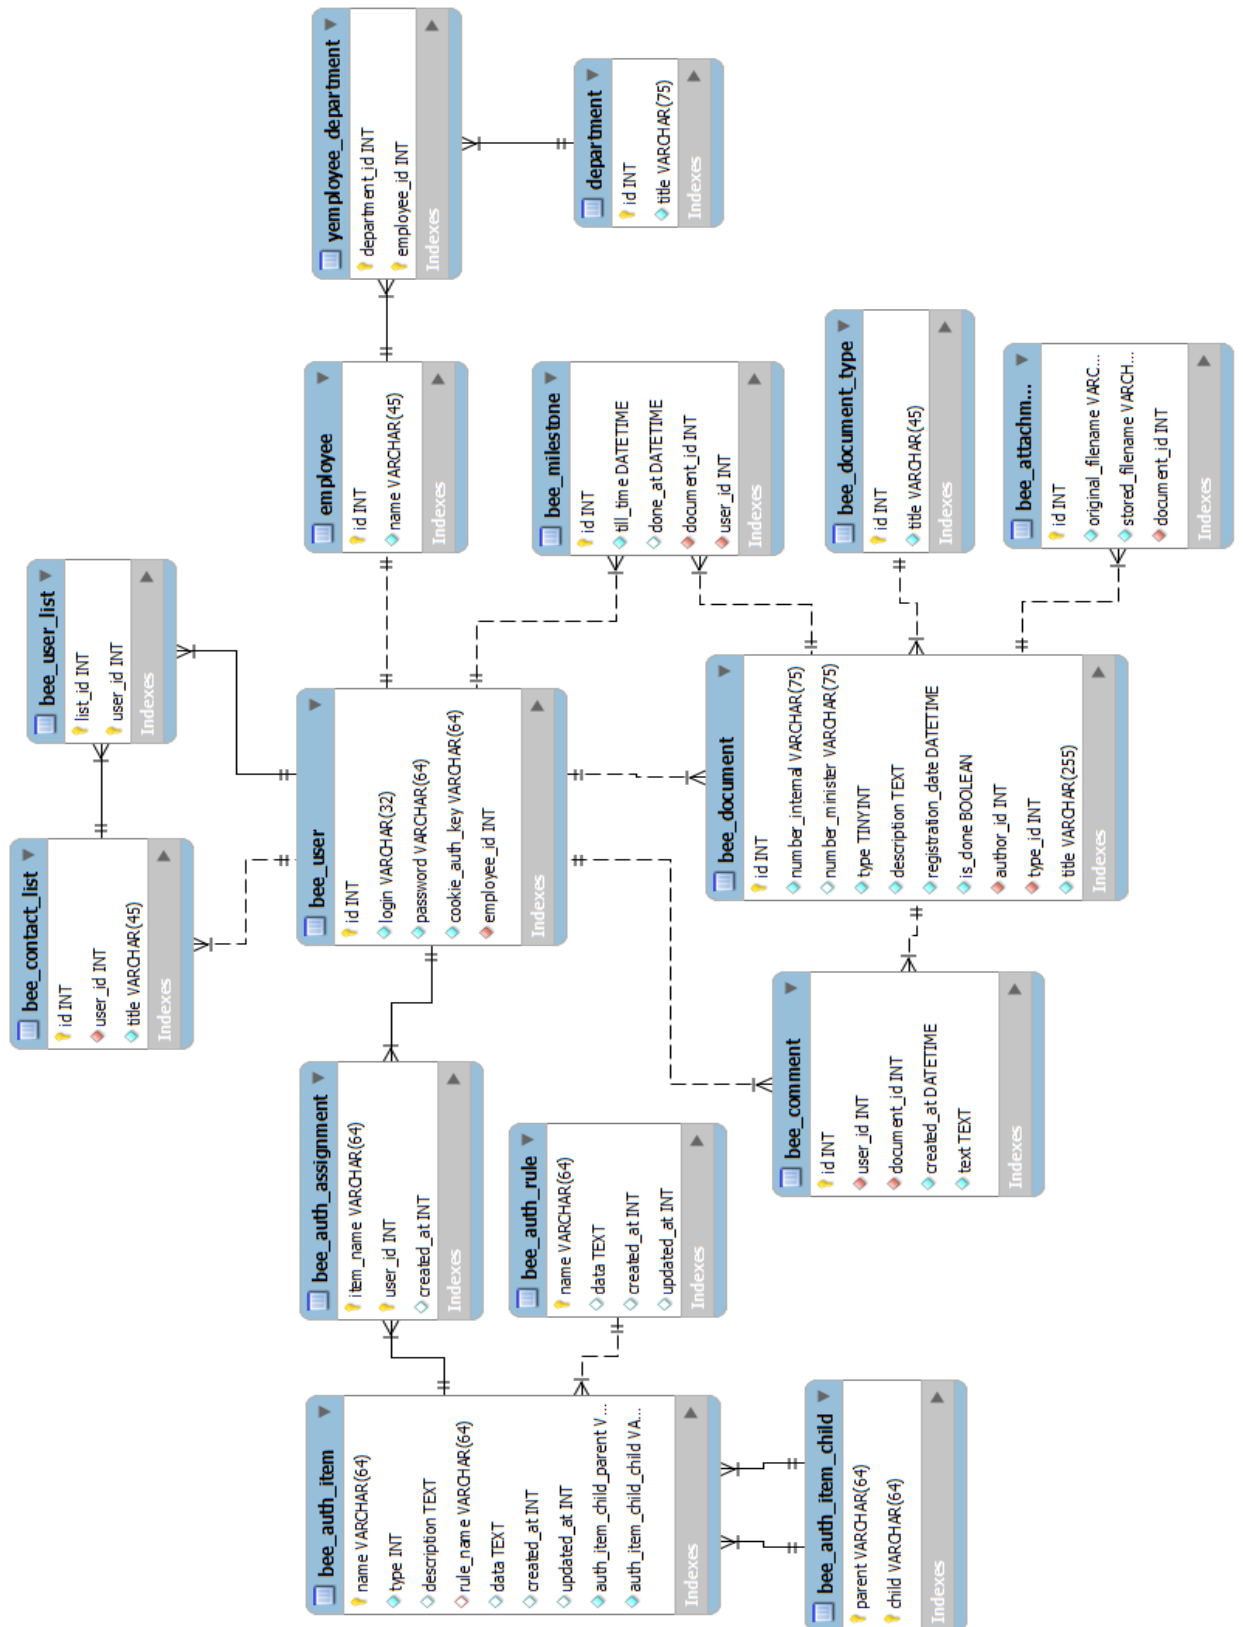 bee_contact_list
id INT
user_id INT
title VARCHAR(45)
Indexes
bee_user_list
list_id INT
user_id INT
Indexes
bee_auth_item
name VARCHAR(64)
type INT
description TEXT
rule_name VARCHAR(64)
data TEXT
created_at INT
updated_at INT
auth_item_child_parent V...
auth_item_child_child VA...
Indexes
bee_auth_assignment
item_name VARCHAR(64)
user_id INT
created_at INT
Indexes
bee_user
id INT
login VARCHAR(32)
password VARCHAR(64)
cookie_auth_key VARCHAR(64)
employee_id INT
Indexes
employee
id INT
name VARCHAR(45)
Indexes
yemployee_department
department_id INT
employee_id INT
Indexes
bee_auth_rule
name VARCHAR(64)
data TEXT
created_at INT
updated_at INT
Indexes
bee_milestone
id INT
till_time DATETIME
done_at DATETIME
document_id INT
user_id INT
Indexes
department
id INT
title VARCHAR(75)
Indexes
bee_auth_item_child
parent VARCHAR(64)
child VARCHAR(64)
Indexes
bee_comment
id INT
user_id INT
document_id INT
created_at DATETIME
text TEXT
Indexes
bee_document
id INT
number_internal VARCHAR(75)
number_minister VARCHAR(75)
type TINYINT
description TEXT
registration_date DATETIME
is_done BOOLEAN
author_id INT
type_id INT
title VARCHAR(255)
Indexes
bee_document_type
id INT
title VARCHAR(45)
Indexes
bee_attachm...
id INT
original_filename VARC...
stored_filename VARCH...
document_id INT
Indexes